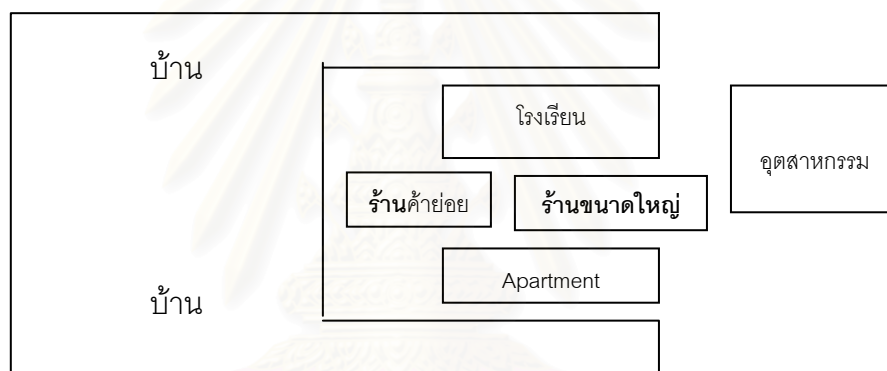 บ้าน
โรงเรียน
อุตสาหกรรม
ร้านค้าย่อย
ร้านขนาดใหญ่
Apartment
บ้าน